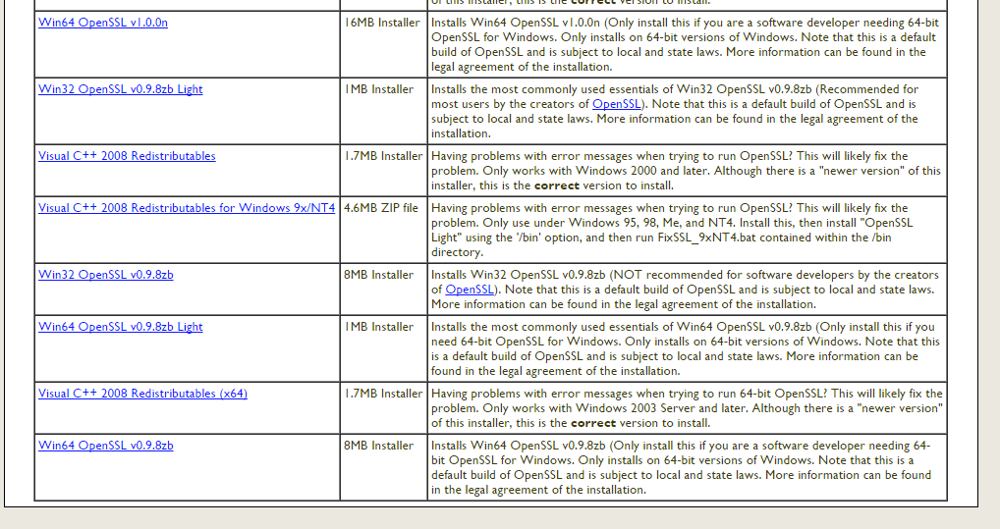 of this installer, this is the correct version to install.
Win64 OpenSSL v1.0.0n
16MB Installer
Installs Win64 OpenSSL v1.0.0n (Only install this if you are a software developer needing 64-bit
OpenSSL for Windows. Only installs on 64-bit versions of Windows. Note that this is a default
build of OpenSSL and is subject to local and state laws. More information can be found in the
legal agreement of the installation.
Win32 OpenSSL v0.9.8zb Light
1MB Installer
Installs the most commonly used essentials of Win32 OpenSSL v0.9.8zb (Recommended for
most users by the creators of OpenSSL). Note that this is a default build of OpenSSL and is
subject to local and state laws. More information can be found in the legal agreement of the
installation.
Visual C++ 2008 Redistributables
1.7MB Installer
Having problems with error messages when trying to run OpenSSL? This will likely fix the
problem. Only works with Windows 2000 and later. Although there is a "newer version" of this
installer, this is the correct version to install.
Visual C++ 2008 Redistributables for Windows 9x/NT4
4.6MB ZIP file
Having problems with error messages when trying to run OpenSSL? This will likely fix the
problem. Only use under Windows 95, 98, Me, and NT4. Install this, then install "OpenSSL
Light" using the '/bin' option, and then run FixSSL_9xNT4.bat contained within the /bin
directory.
Win32 OpenSSL v0.9.8zb
8MB Installer
Installs Win32 OpenSSL v0.9.8zb (NOT recommended for software developers by the creators
of OpenSSL). Note that this is a default build of OpenSSL and is subject to local and state laws.
More information can be found in the legal agreement of the installation.
Win64 OpenSSL v0.9.8zb Light
1MB Installer
Installs the most commonly used essentials of Win64 OpenSSL v0.9.8zb (Only install this if you
need 64-bit OpenSSL for Windows. Only installs on 64-bit versions of Windows. Note that this
is a default build of OpenSSL and is subject to local and state laws. More information can be
found in the legal agreement of the installation.
Visual C++ 2008 Redistributables (x64)
1.7MB Installer
Having problems with error messages when trying to run 64-bit OpenSSL? This will likely fix the
problem. Only works with Windows 2003 Server and later. Although there is a "newer version"
of this installer, this is the correct version to install.
Win64 OpenSSL v0.9.8zb
8MB Installer
Installs Win64 OpenSSL v0.9.8zb (Only install this if you are a software developer needing 64-
bit OpenSSL for Windows. Only installs on 64-bit versions of Windows. Note that this is a
default build of OpenSSL and is subject to local and state laws. More information can be found
in the legal agreement of the installation.